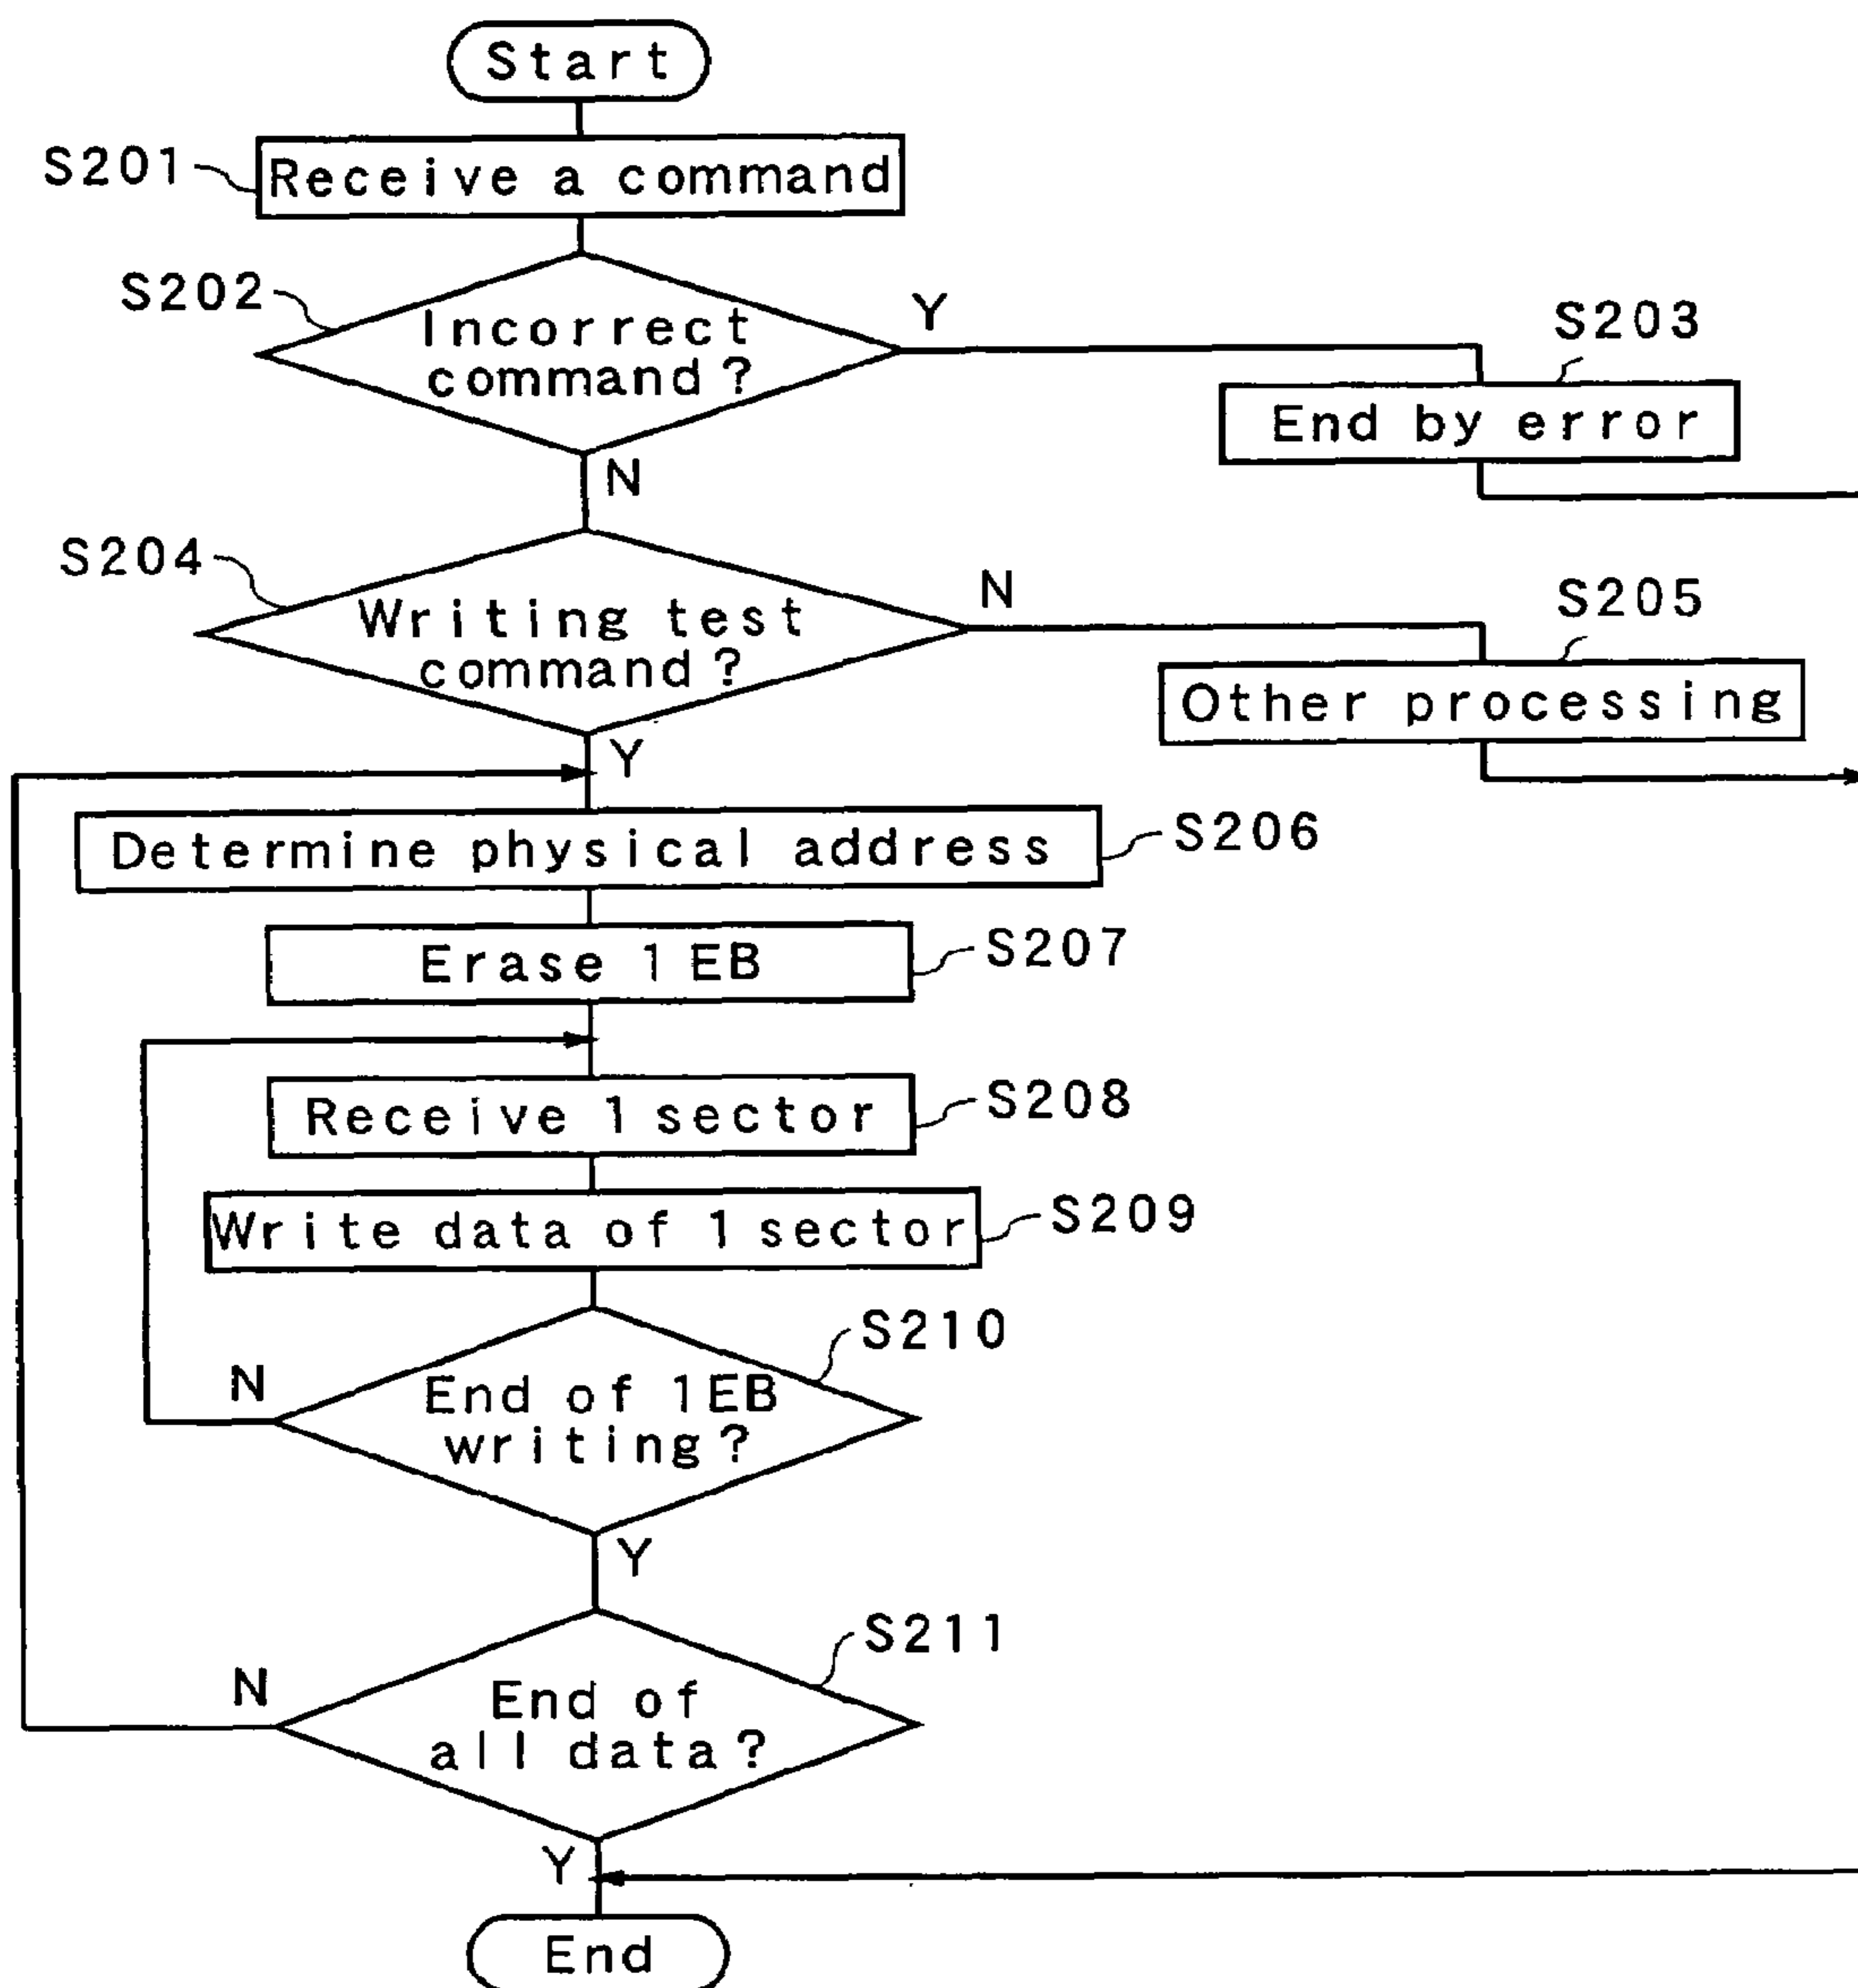 Start
S201
Receive a command
S202
Incorrect
command?
Y
N
S203
End by error
S204
Writing test
command?
N
Y
S205
Other processing
Determine physical address
S206
Erase 1EB
S207
Receive 1 sector
S208
Write data of 1 sector
S209
S210
End of 1EB
writing?
N
Y
S211
End of
all data?
N
Y
End